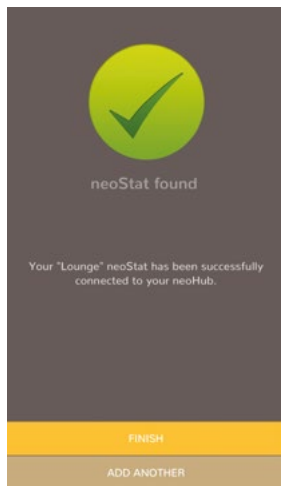 neoStat found
Your "Lounge" neoStat has been successfully
connected to your neoHub.
FINISH
ADD ANOTHER